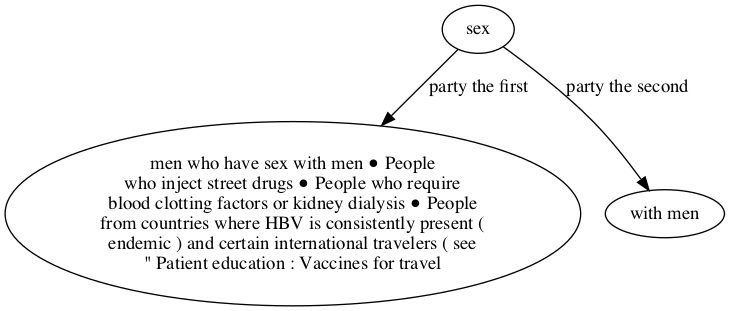 sex
party the first
party the second
men who have sex with men ● People
who inject street drugs ● People who require
blood clotting factors or kidney dialysis ● People
from countries where HBV is consistently present (
endemic ) and certain international travelers ( see
" Patient education : Vaccines for travel
with men